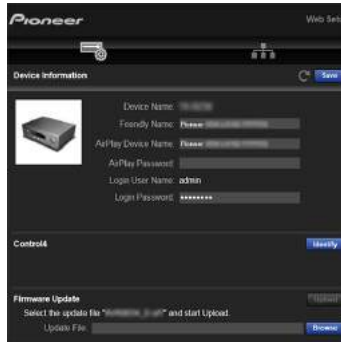 Pioneer
Web Set
Device Information
Save
Device Name:
Friendly Name: Pioneer
AirPlay Device Name: Pioneer
AirPlay Password:
Login User Name: admin
Login Password: ••••••••
Control4
Identify
Firmware Update
Upload
Select the update file " " and start Upload.
Update File:
Browse